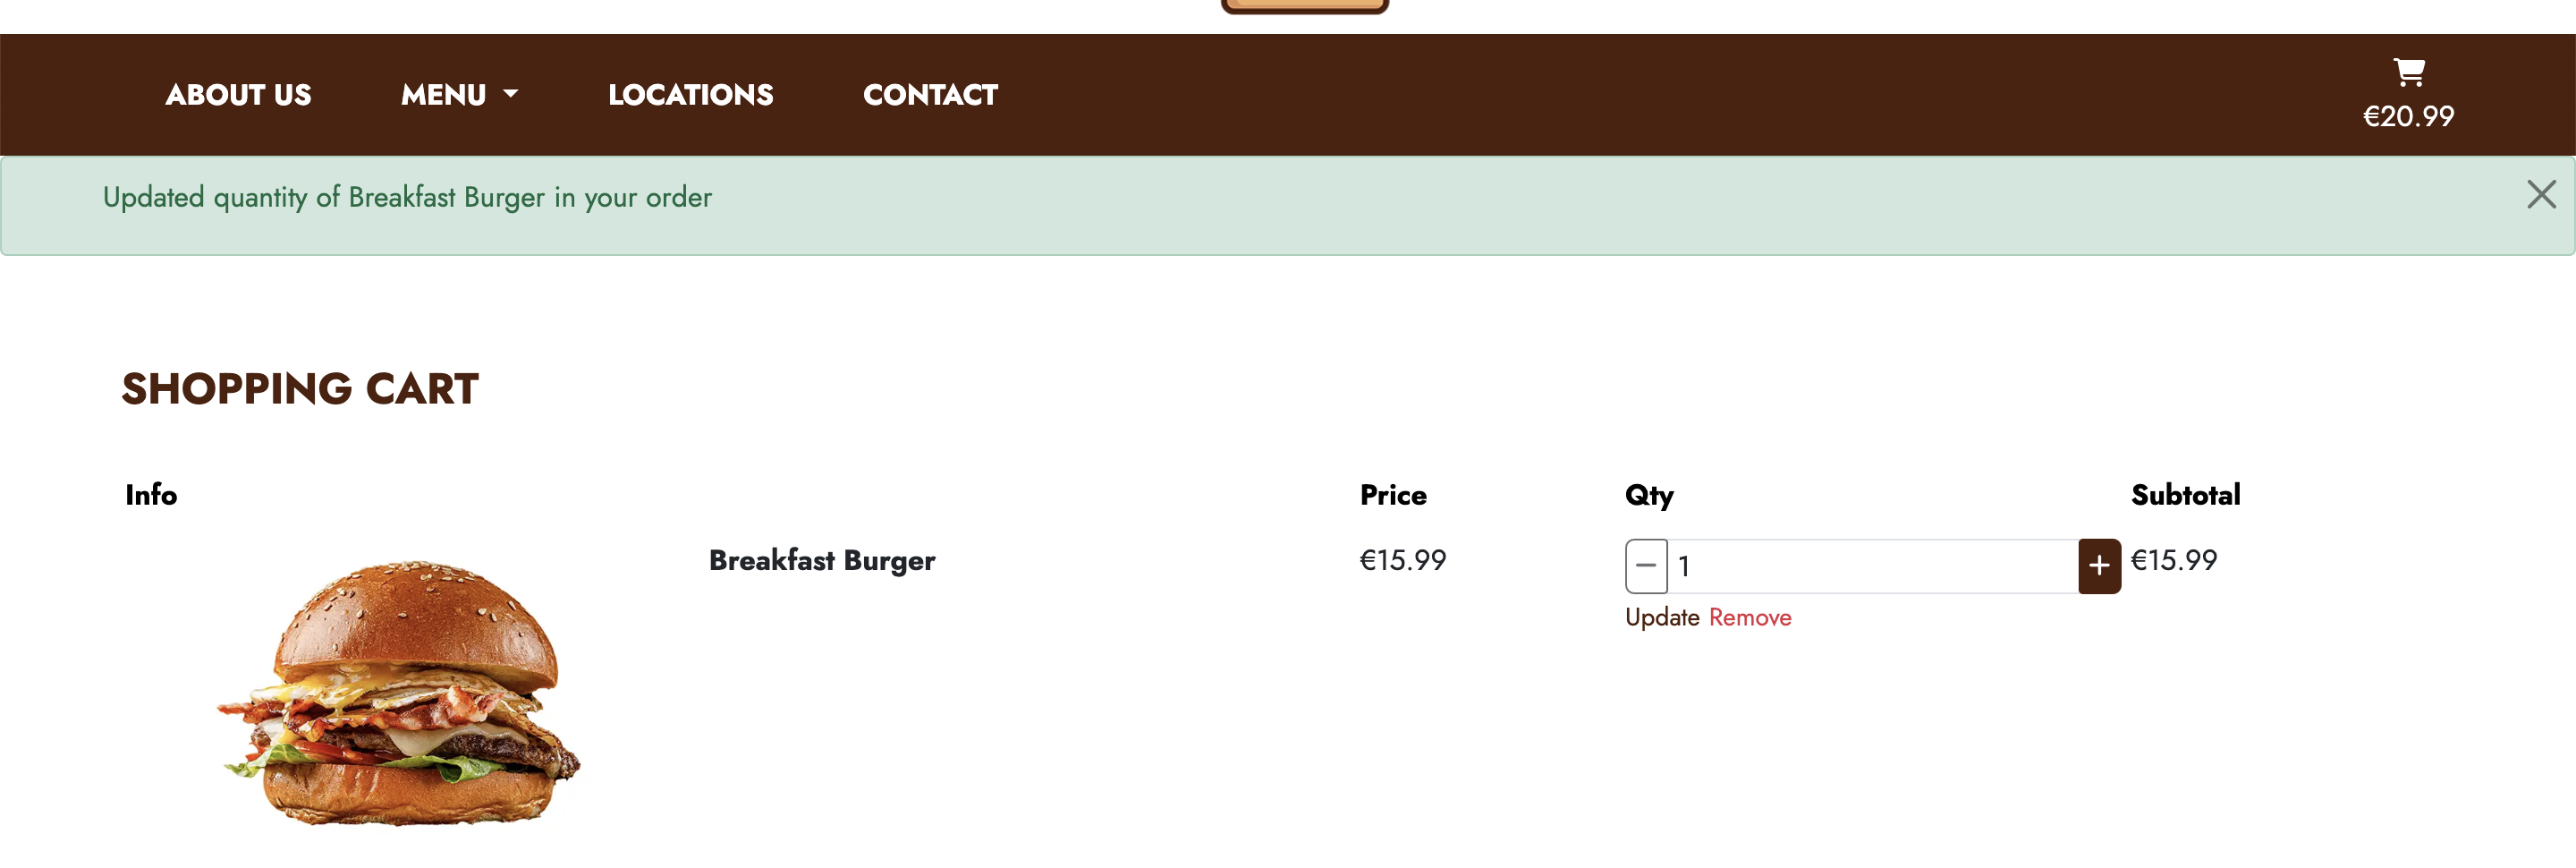 ABOUT US MENU LOCATIONS CONTACT
€20.99
Updated quantity of Breakfast Burger in your order
SHOPPING CART
Info Price Qty Subtotal
Breakfast Burger €15.99 1 €15.99
Update Remove